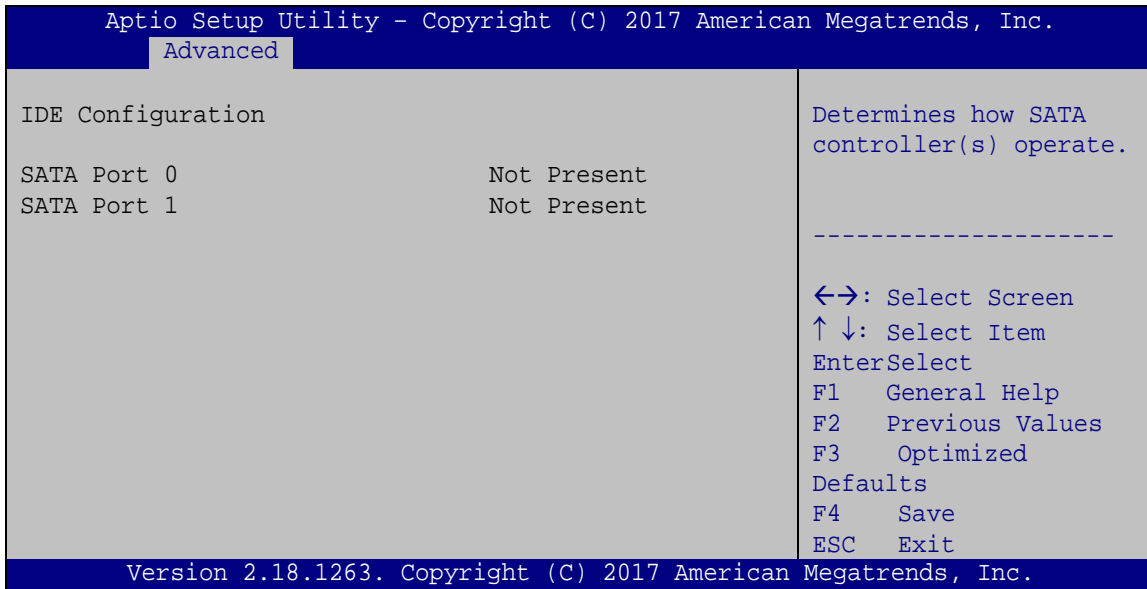 Aptio Setup Utility – Copyright (C) 2017 American Megatrends, Inc.
Advanced
IDE Configuration
SATA Port 0 Not Present
SATA Port 1 Not Present
Determines how SATA
controller(s) operate.
---------------------
←→: Select Screen
↑ ↓: Select Item
EnterSelect
F1 General Help
F2 Previous Values
F3 Optimized
Defaults
F4 Save
ESC Exit
Version 2.18.1263. Copyright (C) 2017 American Megatrends, Inc.